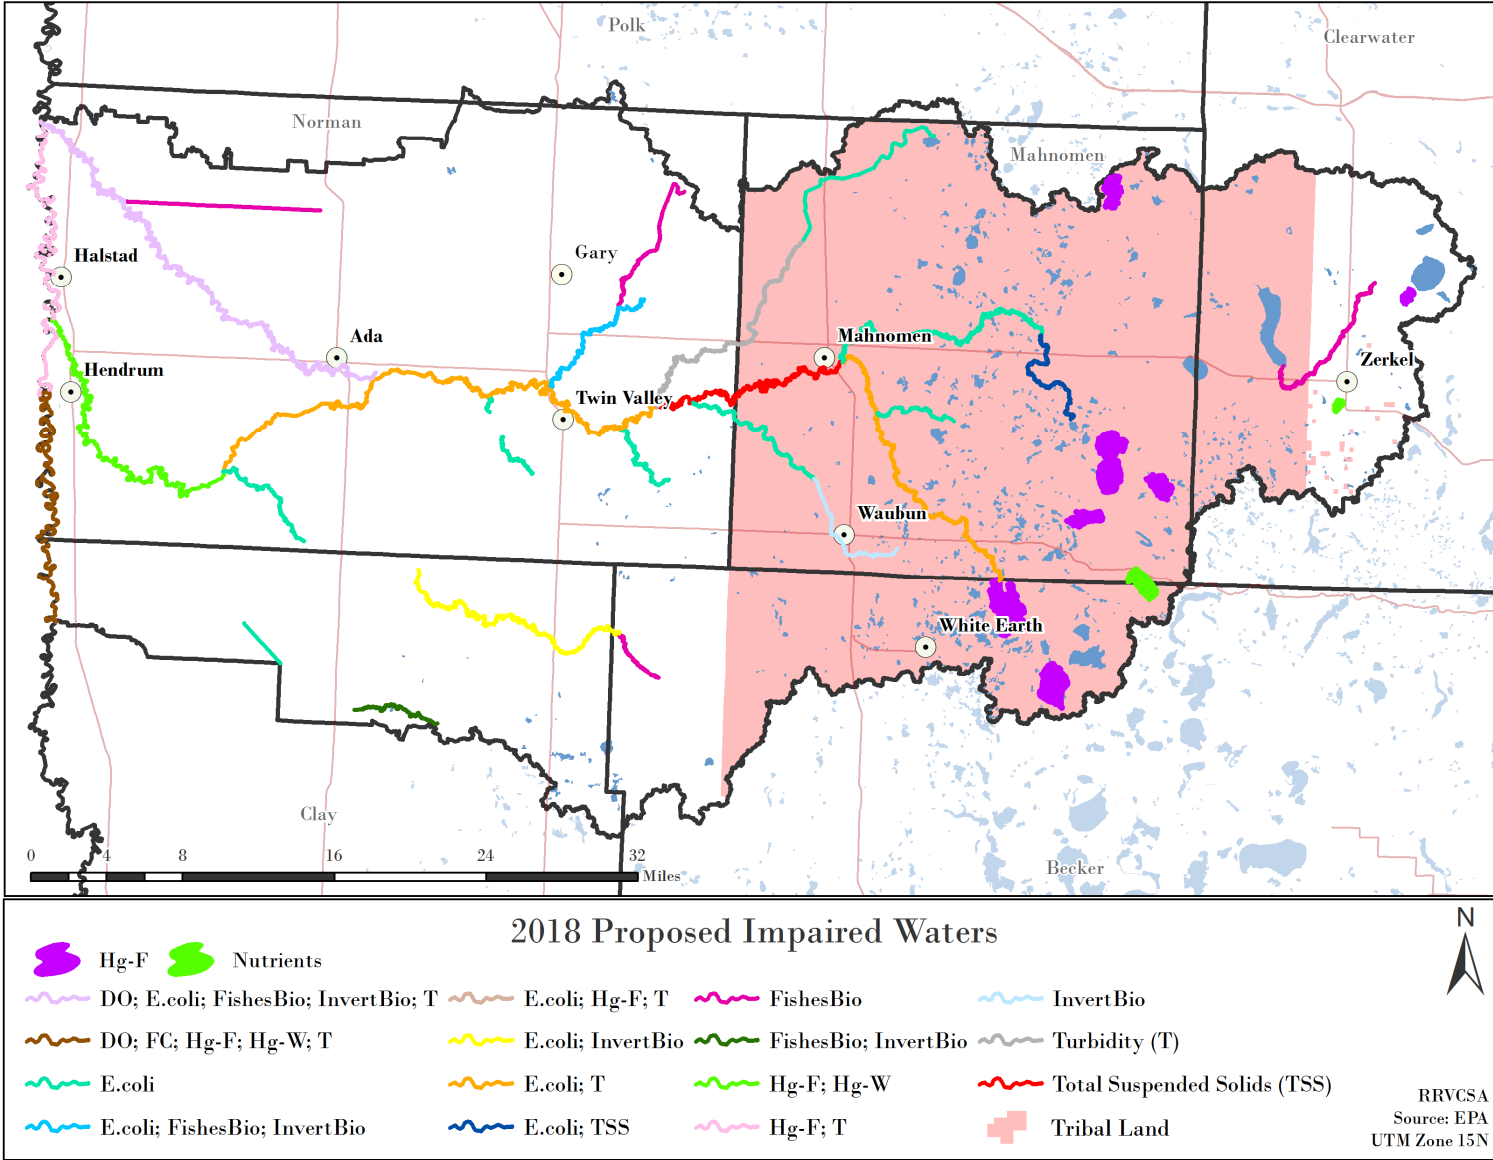 Polk
Clearwater
Norman
Mahnomen
Halstad
Gary
Ada
Mahnomen
Hendrum
Zerkel
Twin Valley
Waubun
White Earth
Clay
Becker
0 4 8 16 24 32
Miles
2018 Proposed Impaired Waters
N
Hg-F Nutrients
DO; E.coli; FishesBio; InvertBio; T E.coli; Hg-F; T FishesBio InvertBio
DO; FC; Hg-F; Hg-W; T E.coli; InvertBio FishesBio; InvertBio Turbidity (T)
E.coli E.coli; T Hg-F; Hg-W Total Suspended Solids (TSS)
E.coli; FishesBio; InvertBio E.coli; TSS Hg-F; T Tribal Land
RRVCSA
Source: EPA
UTM Zone 15N